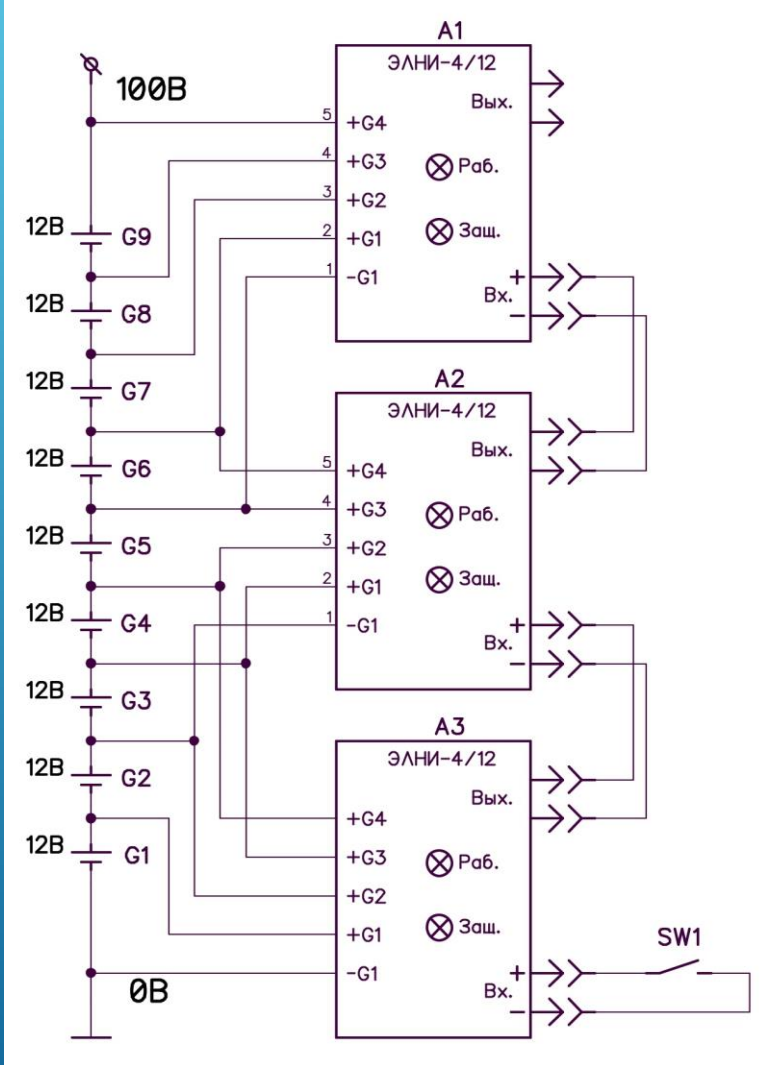 A1
ЭЛНИ-4/12
100В
Вых.
5 +G4
4 +G3
Раб.
3 +G2
12В G9
2 +G1
Защ.
1 -G1
+
Вх.
-
12В G8
12В G7
A2
ЭЛНИ-4/12
Вых.
12В G6
5 +G4
4 +G3
Раб.
12В G5
3 +G2
2 +G1
Защ.
12В G4
1 -G1
+
Вх.
-
12В G3
A3
ЭЛНИ-4/12
12В G2
Вых.
+G4
12В G1
+G3
Раб.
+G2
+G1
Защ.
SW1
-G1
+
0В
Вх.
-